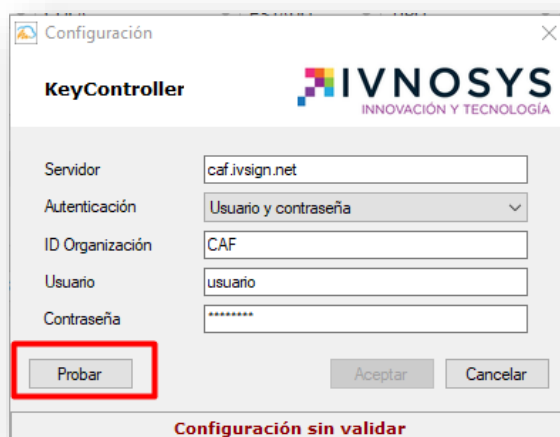 Configuración
KeyController
IVNOSYS
INNOVACIÓN Y TECNOLOGÍA
Servidor caf.ivsign.net
Autenticación Usuario y contraseña
ID Organización CAF
Usuario usuario
Contraseña ********
Probar Aceptar Cancelar
Configuración sin validar